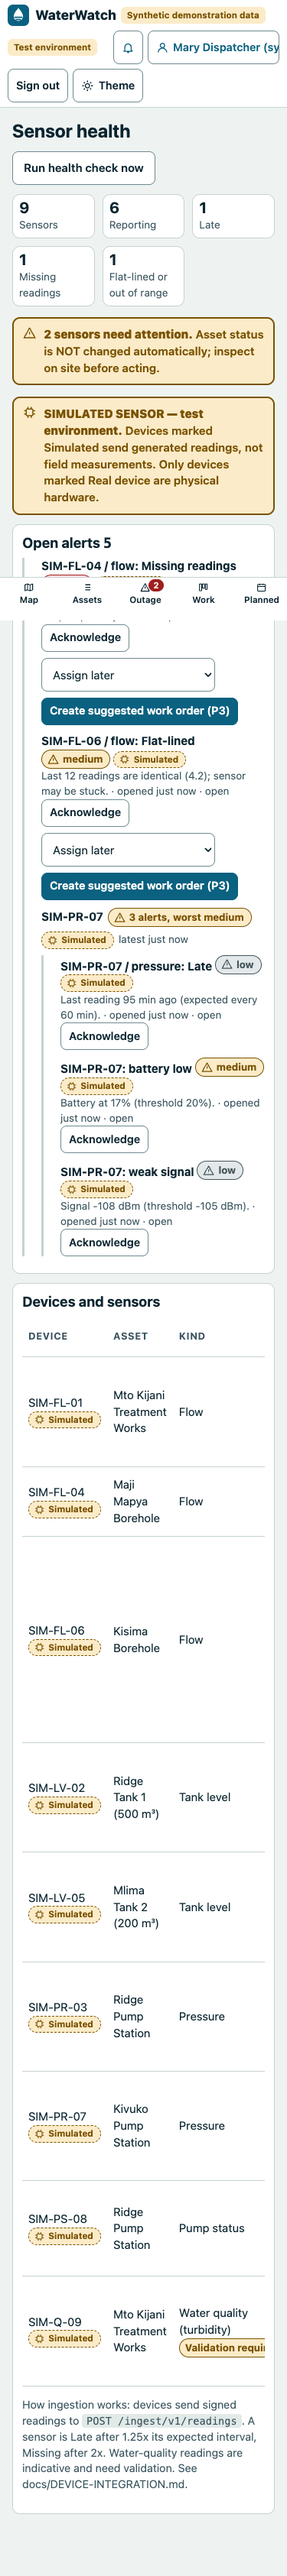 WaterWatch Synthetic demonstration data
Test environment
Mary Dispatcher (sy
Sign out
Theme
Sensor health
Run health check now
9
Sensors
6
Reporting
1
Late
1
Missing
readings
1
Flat-lined or
out of range
2 sensors need attention. Asset status
is NOT changed automatically; inspect
on site before acting.
SIMULATED SENSOR — test
environment. Devices marked
Simulated send generated readings, not
field measurements. Only devices
marked Real device are physical
hardware.
Open alerts 5
SIM-FL-04 / flow: Missing readings
Map
Assets
Outage
2
Work
Planned
Acknowledge
Assign later
Create suggested work order (P3)
SIM-FL-06 / flow: Flat-lined
medium
Simulated
Last 12 readings are identical (4.2); sensor
may be stuck. · opened just now · open
Acknowledge
Assign later
Create suggested work order (P3)
SIM-PR-07 3 alerts, worst medium
Simulated latest just now
SIM-PR-07 / pressure: Late low
Simulated
Last reading 95 min ago (expected every
60 min). · opened just now · open
Acknowledge
SIM-PR-07: battery low medium
Simulated
Battery at 17% (threshold 20%). · opened
just now · open
Acknowledge
SIM-PR-07: weak signal low
Simulated
Signal -108 dBm (threshold -105 dBm). ·
opened just now · open
Acknowledge
Devices and sensors
DEVICE ASSET KIND
SIM-FL-01
Simulated
Mto Kijani
Treatment
Works
Flow
SIM-FL-04
Simulated
Maji
Mapya
Borehole
Flow
SIM-FL-06
Simulated
Kisima
Borehole
Flow
SIM-LV-02
Simulated
Ridge
Tank 1
(500 m³)
Tank level
SIM-LV-05
Simulated
Mlima
Tank 2
(200 m³)
Tank level
SIM-PR-03
Simulated
Ridge
Pump
Station
Pressure
SIM-PR-07
Simulated
Kivuko
Pump
Station
Pressure
SIM-PS-08
Simulated
Ridge
Pump
Station
Pump status
SIM-Q-09
Simulated
Mto Kijani
Treatment
Works
Water quality
(turbidity)
Validation requir
How ingestion works: devices send signed
readings to POST /ingest/v1/readings. A
sensor is Late after 1.25x its expected interval,
Missing after 2x. Water-quality readings are
indicative and need validation. See
docs/DEVICE-INTEGRATION.md.